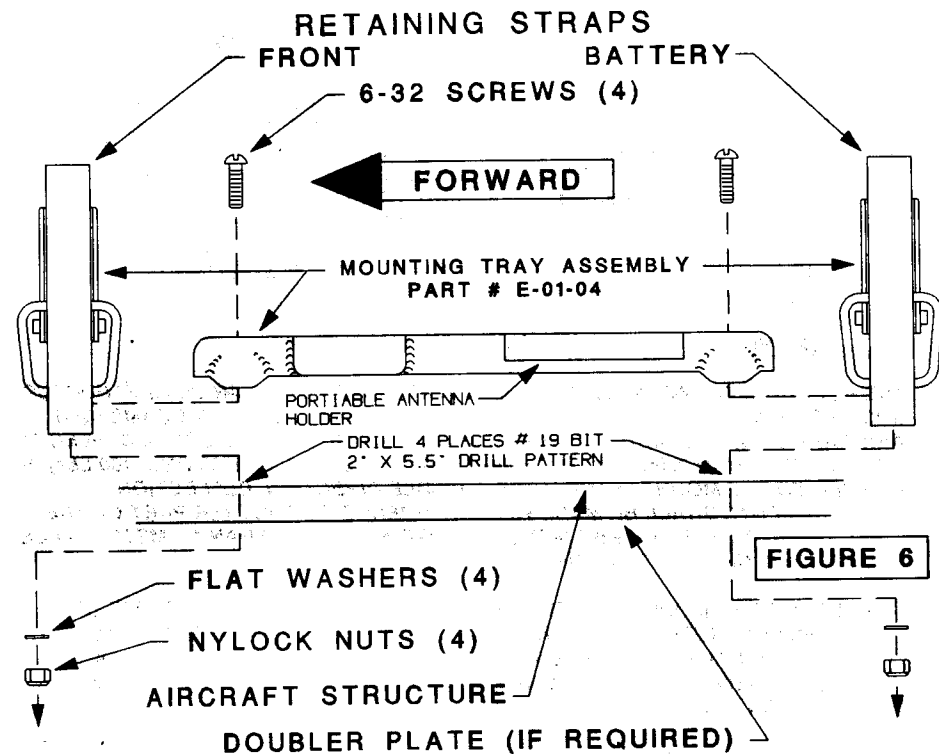 RETAINING STRAPS
FRONT
BATTERY
6-32 SCREWS (4)
FORWARD
MOUNTING TRAY ASSEMBLY
PART # E-01-04
PORTIABLE ANTENNA
HOLDER
DRILL 4 PLACES # 19 BIT
2" X 5.5" DRILL PATTERN
FIGURE 6
FLAT WASHERS (4)
NYLOCK NUTS (4)
AIRCRAFT STRUCTURE
DOUBLER PLATE (IF REQUIRED)